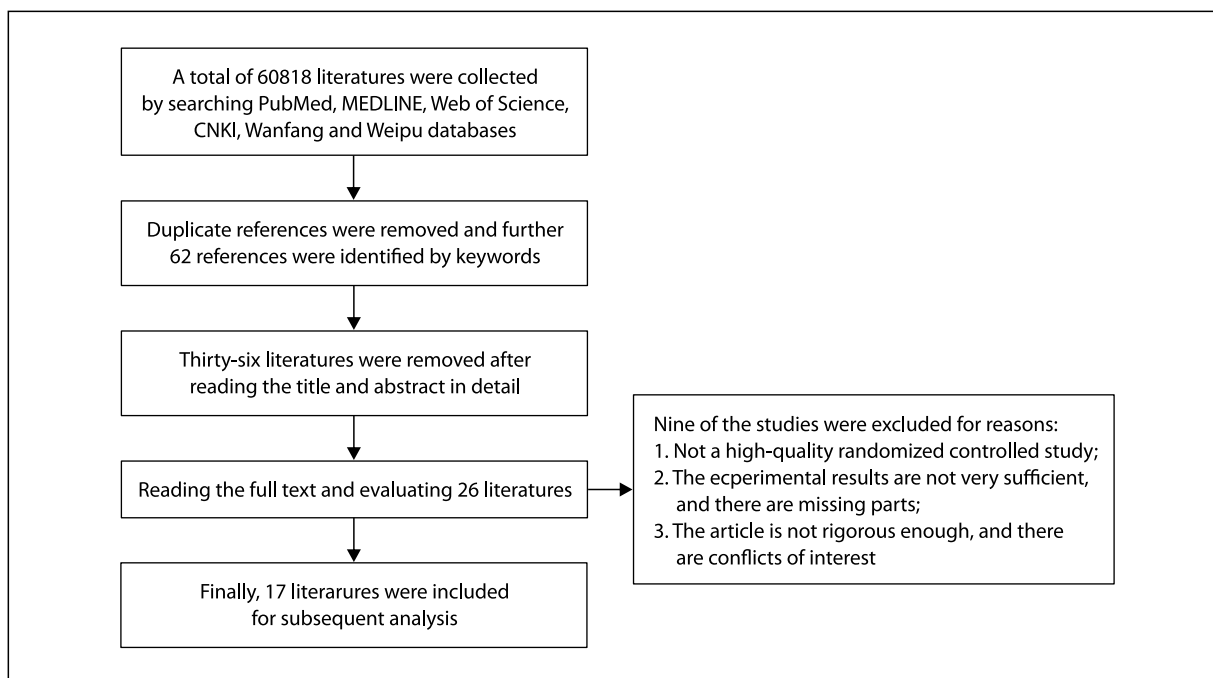 A total of 60818 literatures were collected
by searching PubMed, MEDLINE, Web of Science,
CNKl, Wanfang and Weipu databases
Duplicate references were removed and further
62 references were identified by keywords
Thirty-six literatures were removed after
reading the title and abstract in detail
Reading the full text and evaluating 26 literatures
Nine of the studies were excluded for reasons:
1. Not a high-quality randomized controlled study;
2. The ecperimental results are not very sufficient,
and there are missing parts;
3. The article is not rigorous enough, and there
are conflicts of interest
Finally, 17 literarures were included
for subsequent analysis